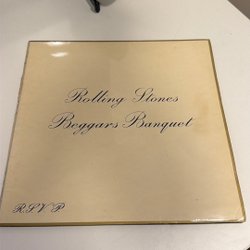 Rolling Stones
Beggars Banquet
R.S.V.P.